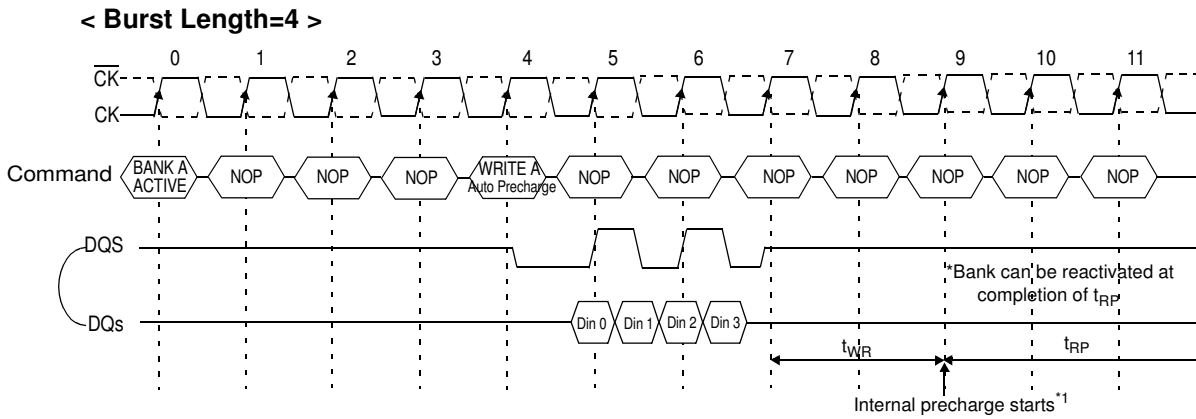 < Burst Length=4 >
0 1 2 3 4 5 6 7 8 9 10 11
CK
CK
Command
BANK A
ACTIVE
NOP
NOP
NOP
WRITE A
Auto Precharge
NOP
NOP
NOP
NOP
NOP
NOP
NOP
DQS
*Bank can be reactivated at
completion of tRP
DQs
Din 0
Din 1
Din 2
Din 3
tWR
tRP
Internal precharge starts*1